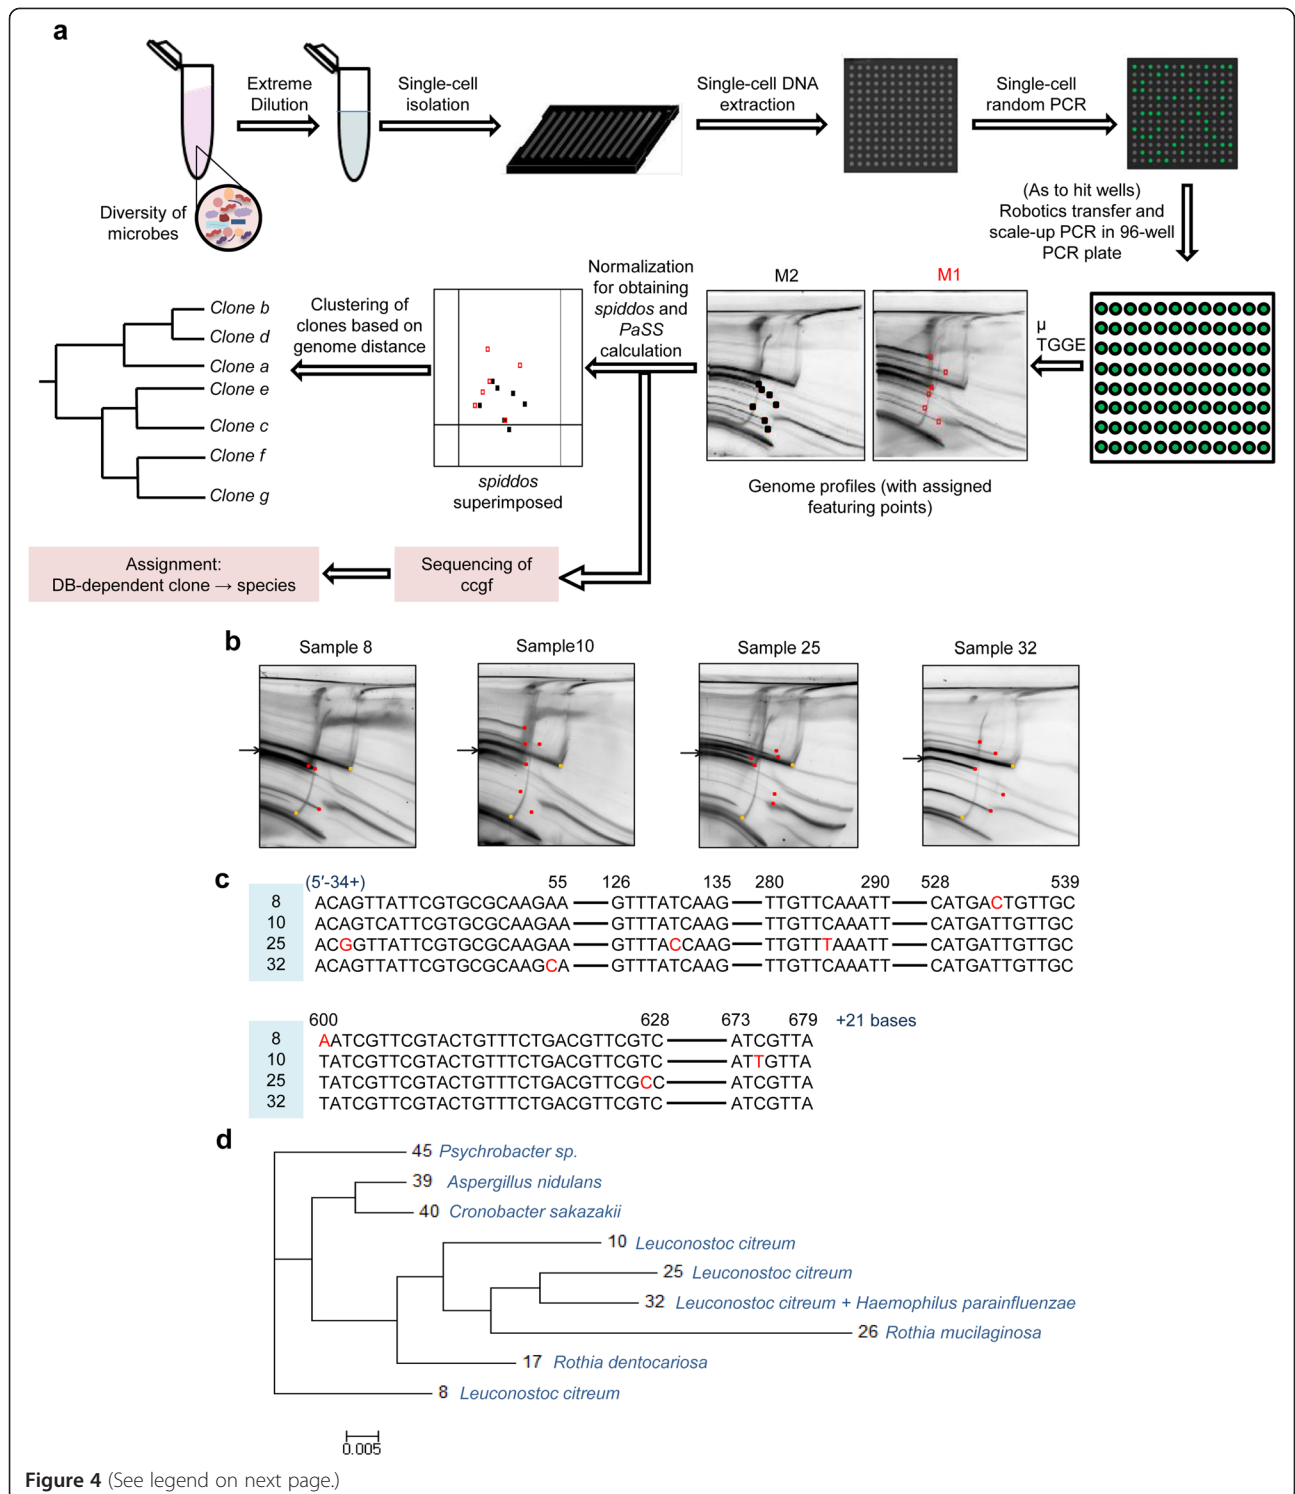 a
Extreme
Dilution
Single-cell
isolation
Single-cell DNA
extraction
Single-cell
random PCR
Diversity of
microbes
(As to hit wells)
Robotics transfer and
scale-up PCR in 96-well
PCR plate
µ
TGGE
M2
M1
Genome profiles (with assigned
featuring points)
Normalization
for obtaining
spiddos and
PaSS
calculation
spiddos
superimposed
Clustering of
clones based on
genome distance
Clone b
Clone d
Clone a
Clone e
Clone c
Clone f
Clone g
Sequencing of
ccgf
Assignment:
DB-dependent clone → species
b
Sample 8
Sample10
Sample 25
Sample 32
c
(5'-34+) 55 126 135 280 290 528 539
8 ACAGTTATTCGTGCGCAAGAA GTTTATCAAG TTGTTCAAATT CATGACTGTTGC
10 ACAGTCATTCGTGCGCAAGAA GTTTATCAAG TTGTTCAAATT CATGATTGTTGC
25 ACGGTTATTCGTGCGCAAGAA GTTTACCAAG TTGTTTAAATT CATGATTGTTGC
32 ACAGTTATTCGTGCGCAAGCA GTTTATCAAG TTGTTCAAATT CATGATTGTTGC
600 628 673 679 +21 bases
8 AATCGTTCGTACTGTTTCTGACGTTCGTC ATCGTTA
10 TATCGTTCGTACTGTTTCTGACGTTCGTC ATTGTTA
25 TATCGTTCGTACTGTTTCTGACGTTCGCC ATCGTTA
32 TATCGTTCGTACTGTTTCTGACGTTCGTC ATCGTTA
d
45 Psychrobacter sp.
39 Aspergillus nidulans
40 Cronobacter sakazakii
10 Leuconostoc citreum
25 Leuconostoc citreum
32 Leuconostoc citreum + Haemophilus parainfluenzae
26 Rothia mucilaginosa
17 Rothia dentocariosa
8 Leuconostoc citreum
0.005
Figure 4 (See legend on next page.)